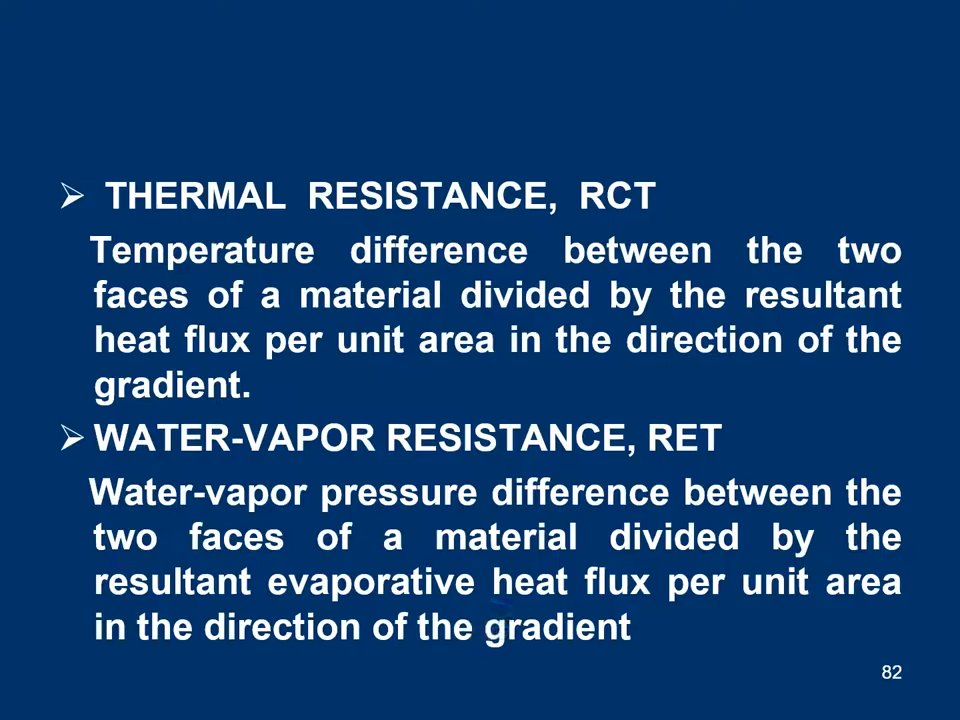 ➢ THERMAL RESISTANCE, RCT
Temperature difference between the two
faces of a material divided by the resultant
heat flux per unit area in the direction of the
gradient.
➢ WATER-VAPOR RESISTANCE, RET
Water-vapor pressure difference between the
two faces of a material divided by the
resultant evaporative heat flux per unit area
in the direction of the gradient
82